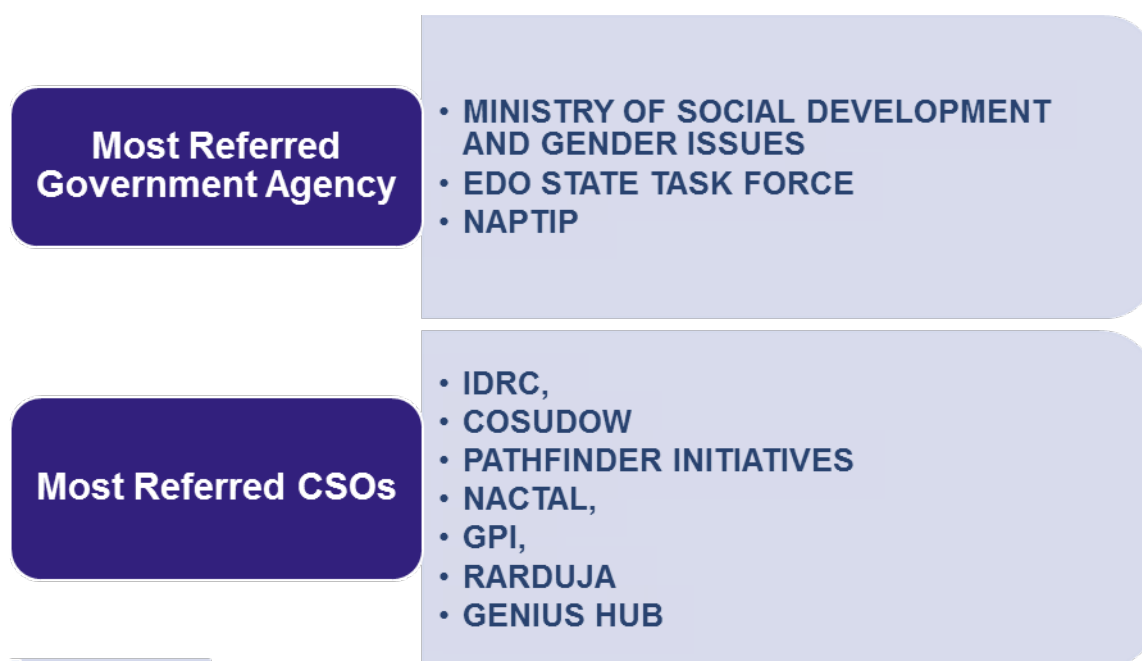 Most Referred
Government Agency
• MINISTRY OF SOCIAL DEVELOPMENT
AND GENDER ISSUES
• EDO STATE TASK FORCE
• NAPTIP
Most Referred CSOs
• IDRC,
• COSUDOW
• PATHFINDER INITIATIVES
• NACTAL,
• GPI,
• RARDUJA
• GENIUS HUB